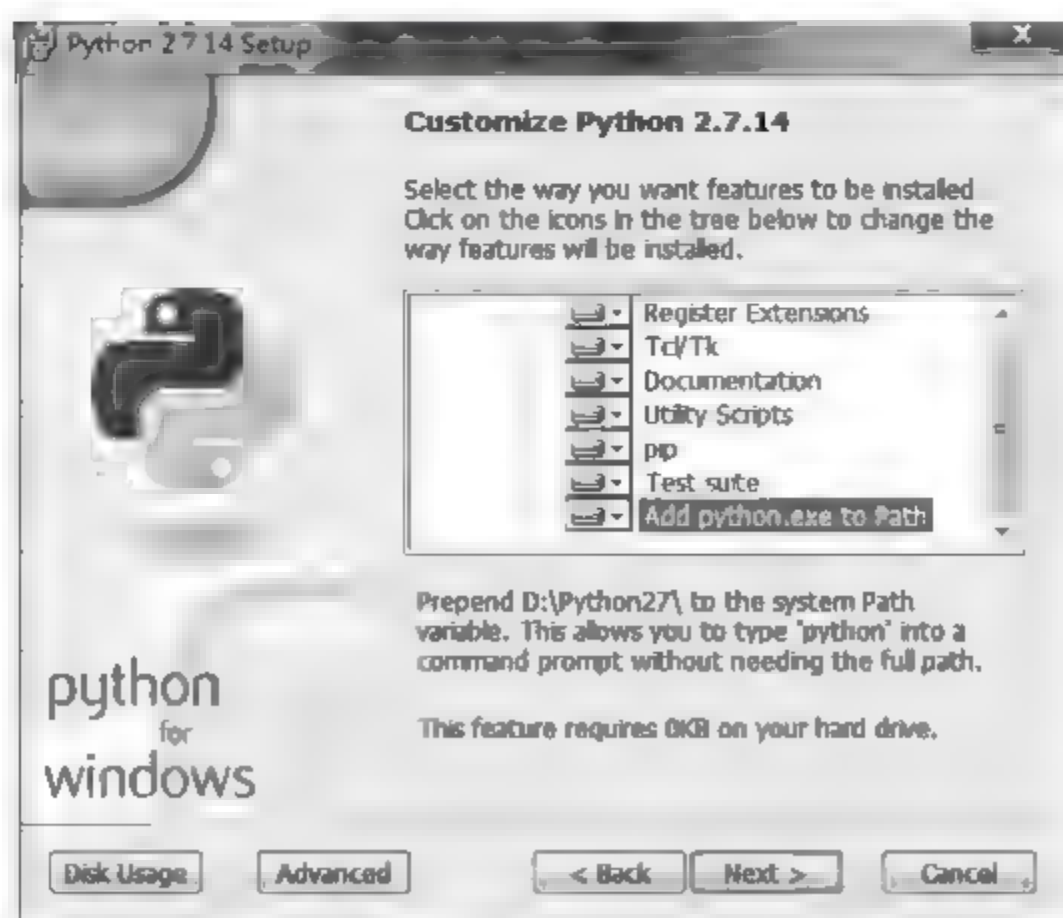 Python 2.7.14 Setup
Customize Python 2.7.14
Select the way you want features to be installed
Click on the icons in the tree below to change the
way features will be installed.
Register Extensions
Tcl/Tk
Documentation
Utility Scripts
pip
Test suite
Add python.exe to Path
Prepend D:\Python27\ to the system Path
variable. This allows you to type 'python' into a
command prompt without needing the full path.
This feature requires 0KB on your hard drive.
python
for
windows
Disk Usage
Advanced
< Back
Next >
Cancel